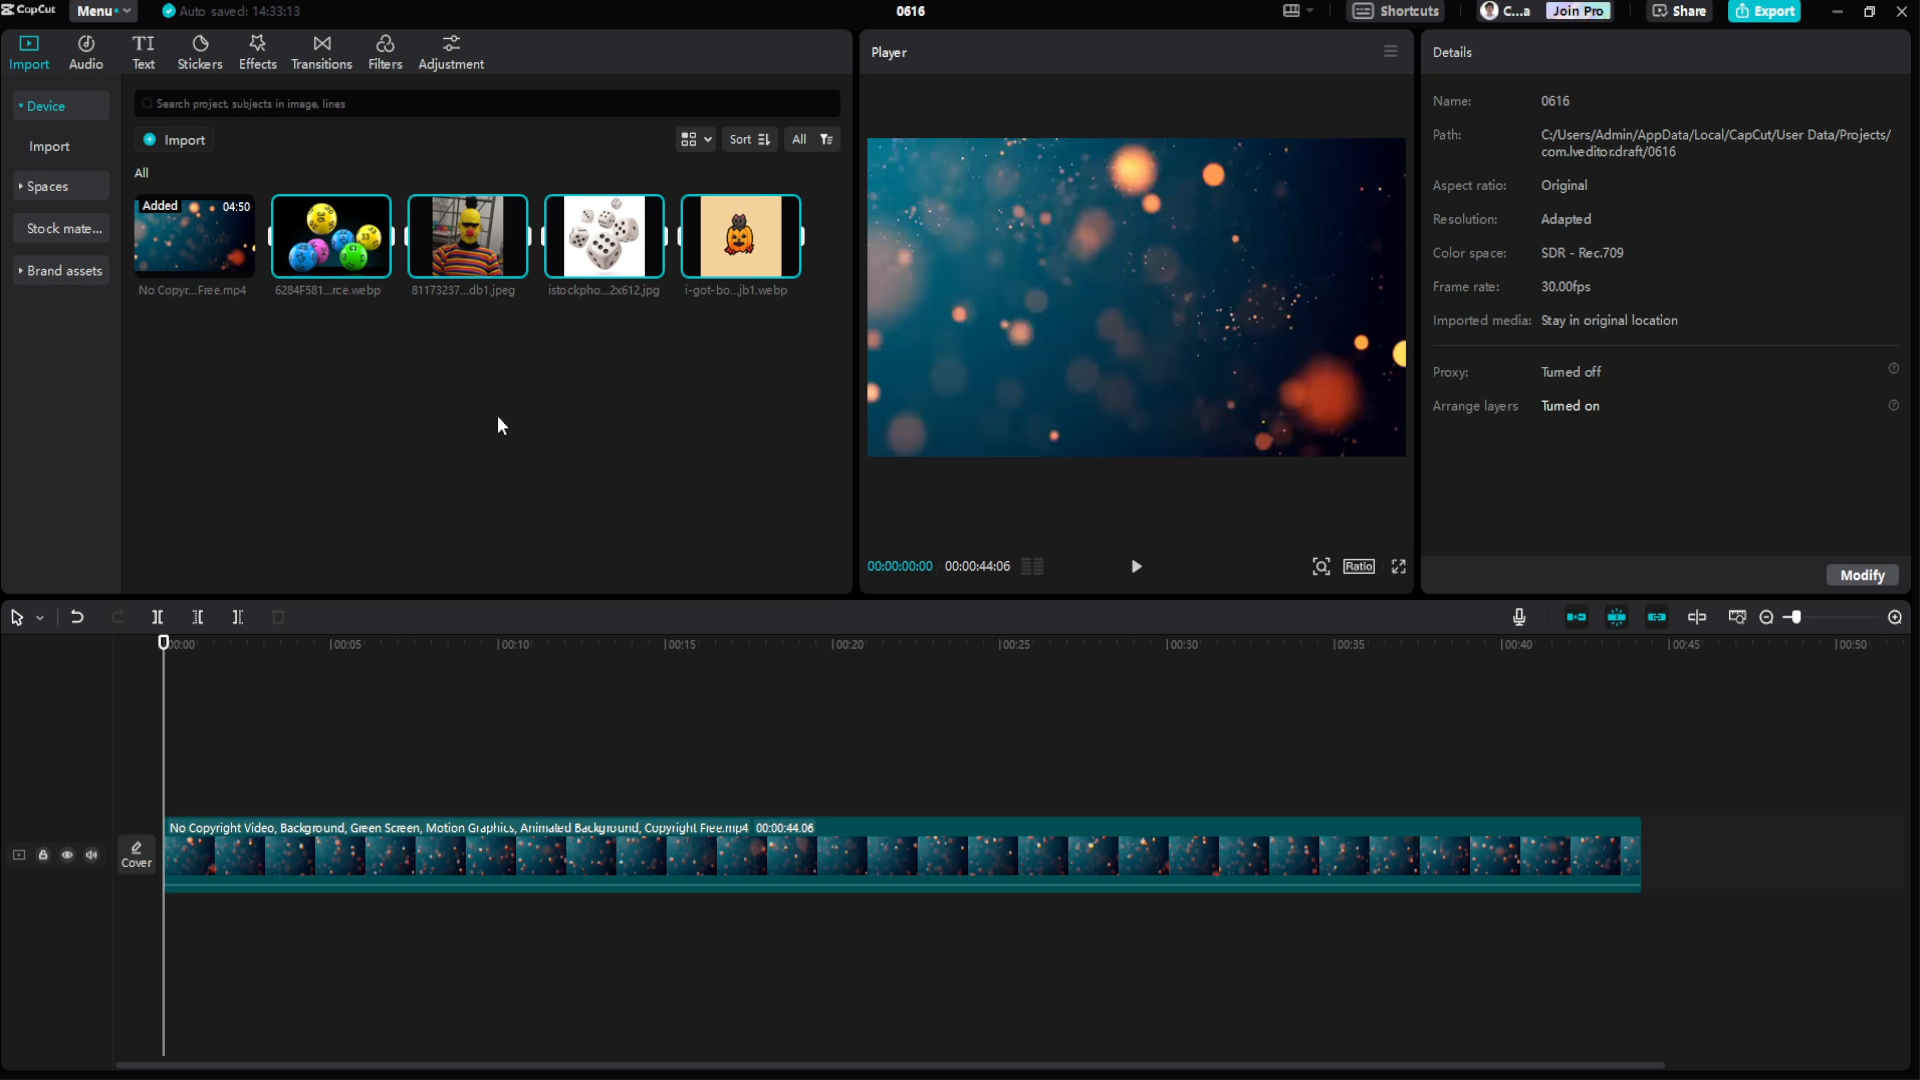 CapCut
Menu
Auto saved: 14:33:13
0616
Shortcuts
C...a
Join Pro
Share
Export
Import
Audio
TI
Text
Stickers
Effects
Transitions
Filters
Adjustment
Device
Import
Spaces
Stock mate...
Brand assets
Search project, subjects in image, lines
Import
Sort
All
All
Added
04:50
No Copyr...Free.mp4
6284F581...rce.webp
81173237...db1.jpeg
istockpho...2x612.jpg
i-got-bo...jb1.webp
Player
00:00:00:00
00:00:44:06
Ratio
Details
Name:
0616
Path:
C:/Users/Admin/AppData/Local/CapCut/User Data/Projects/
com.lveditor.draft/0616
Aspect ratio:
Original
Resolution:
Adapted
Color space:
SDR - Rec.709
Frame rate:
30.00fps
Imported media:
Stay in original location
Proxy:
Turned off
Arrange layers
Turned on
Modify
00:00
00:05
00:10
00:15
00:20
00:25
00:30
00:35
00:40
00:45
00:50
Cover
No Copyright Video, Background, Green Screen, Motion Graphics, Animated Background, Copyright Free.mp4 00:00:44:06